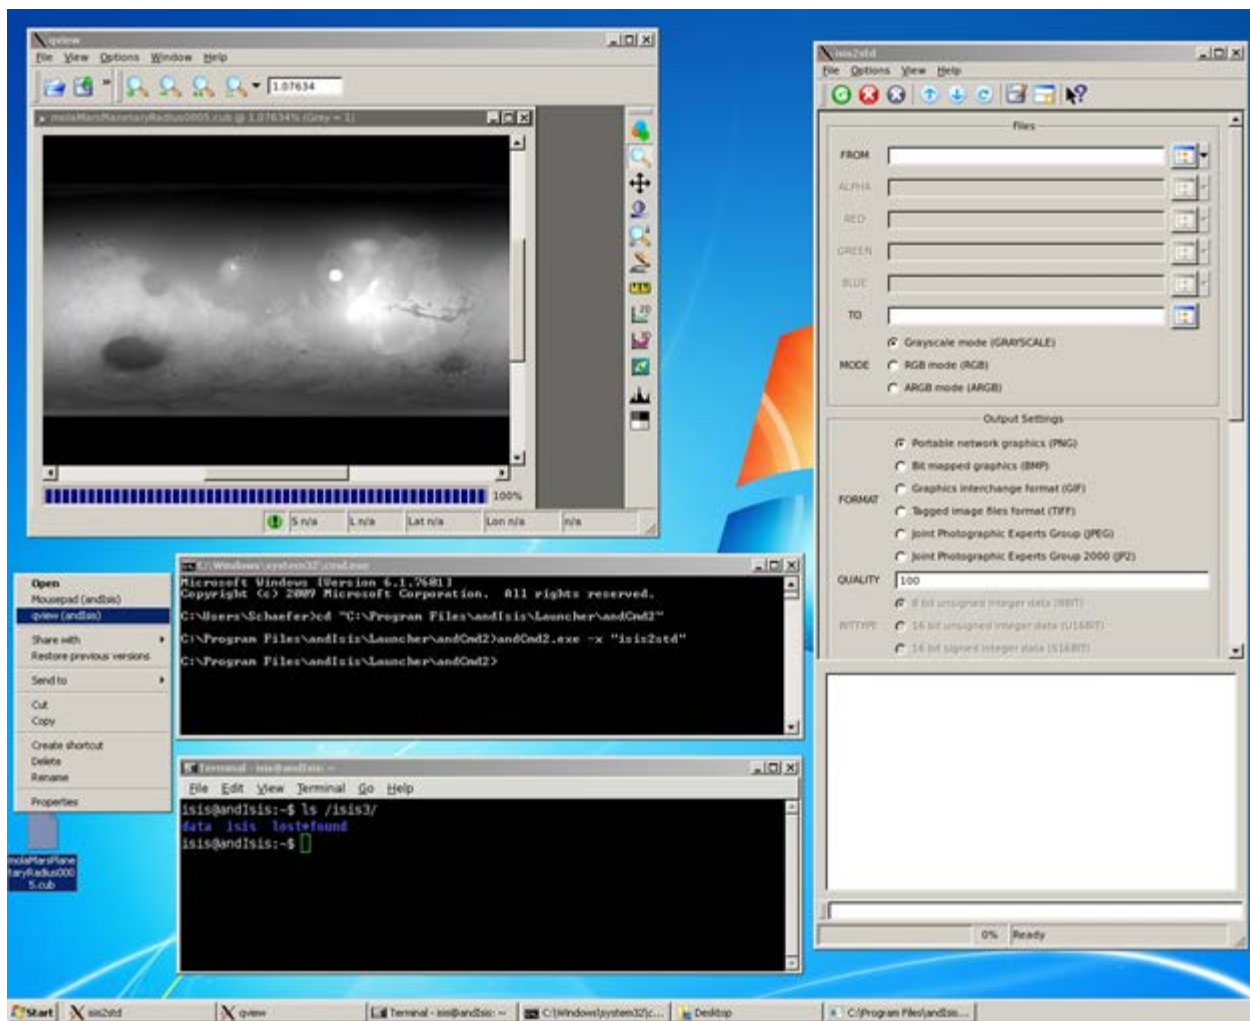 qview
File View Options Window Help
1.07634
molaMarsPlanetaryRadius0005.cub @ 1.07634% (Gray = 1)
100%
S n/a L n/a Lat n/a Lon n/a n/a
isis2std
File Options View Help
Files
FROM
ALPHA
RED
GREEN
BLUE
TO
Grayscale mode (GRAYSCALE)
MODE RGB mode (RGB)
ARGB mode (ARGB)
Output Settings
Portable network graphics (PNG)
Bit mapped graphics (BMP)
Graphics interchange format (GIF)
FORMAT
Tagged image files format (TIFF)
Joint Photographic Experts Group (JPEG)
Joint Photographic Experts Group 2000 (JP2)
QUALITY 100
8 bit unsigned integer data (8BIT)
BITTYPE 16 bit unsigned integer data (U16BIT)
16 bit signed integer data (S16BIT)
0% Ready
Open
Mousepad (andIsis)
qview (andIsis)
Share with
Restore previous versions
Send to
Cut
Copy
Create shortcut
Delete
Rename
Properties
molaMarsPlane
taryRadius000
5.cub
C:\Windows\system32\cmd.exe
Microsoft Windows [Version 6.1.7601]
Copyright (c) 2009 Microsoft Corporation. All rights reserved.
C:\Users\Schaefer>cd "C:\Program Files\andIsis\Launcher\andCmd2"
C:\Program Files\andIsis\Launcher\andCmd2>andCmd2.exe -x "isis2std"
C:\Program Files\andIsis\Launcher\andCmd2>
Terminal - isis@andIsis: ~
File Edit View Terminal Go Help
isis@andIsis:~$ ls /isis3/
data isis lost+found
isis@andIsis:~$
Start isis2std qview Terminal - isis@andIsis: ~ C:\Windows\system32\c... Desktop C:\Program Files\andIsis...